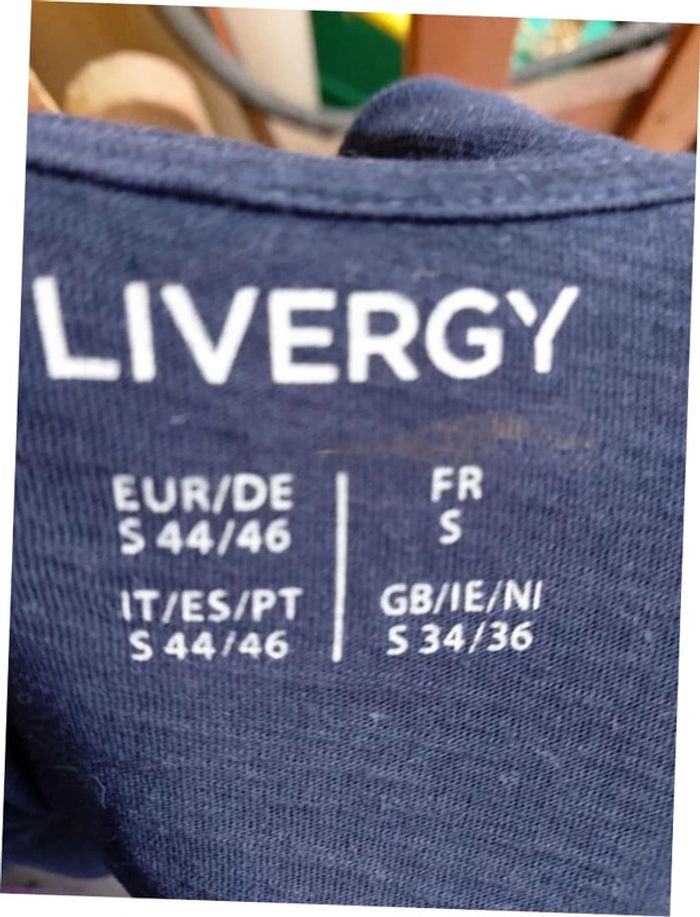 LIVERGY
EUR/DE
S 44/46
FR
S
IT/ES/PT
S 44/46
GB/IE/NI
S 34/36